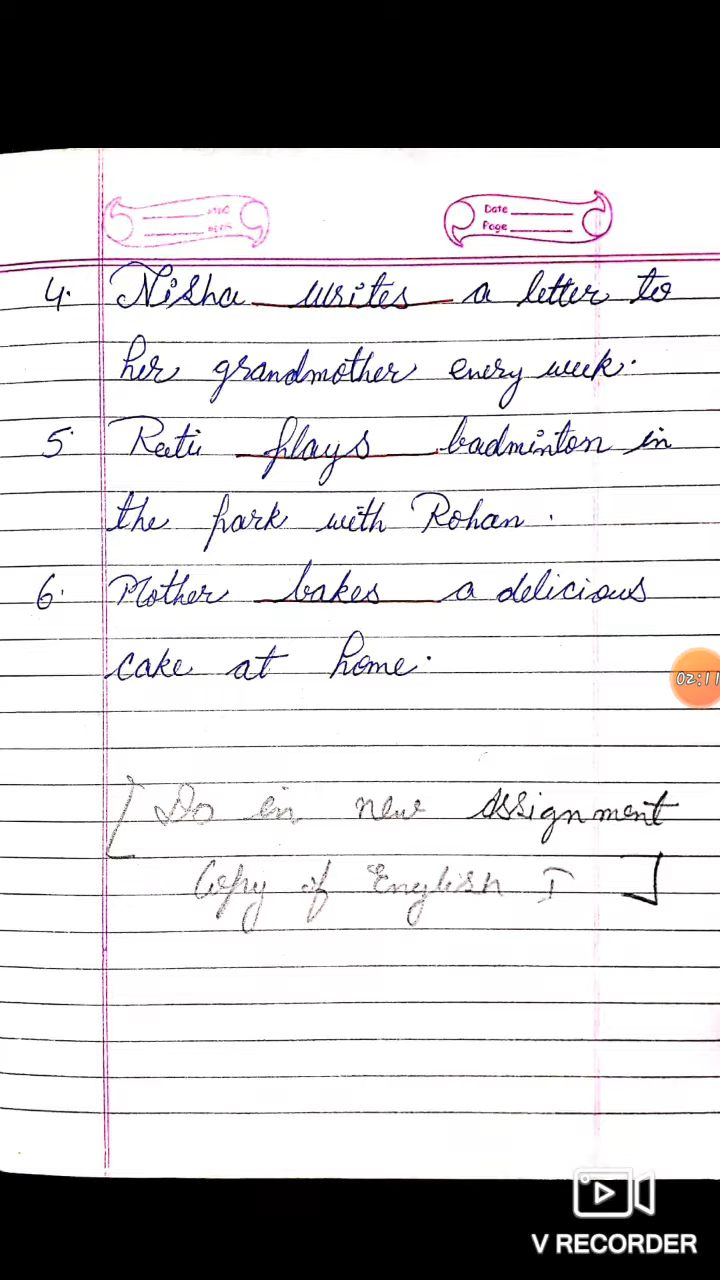 Date
Page
4. Nisha writes a letter to
her grandmother every week.
5. Reetu plays badminton in
the park with Rohan.
6. Mother bakes a delicious
cake at home.
02:11
[ Do in new Assignment
Copy of English I ]
V RECORDER